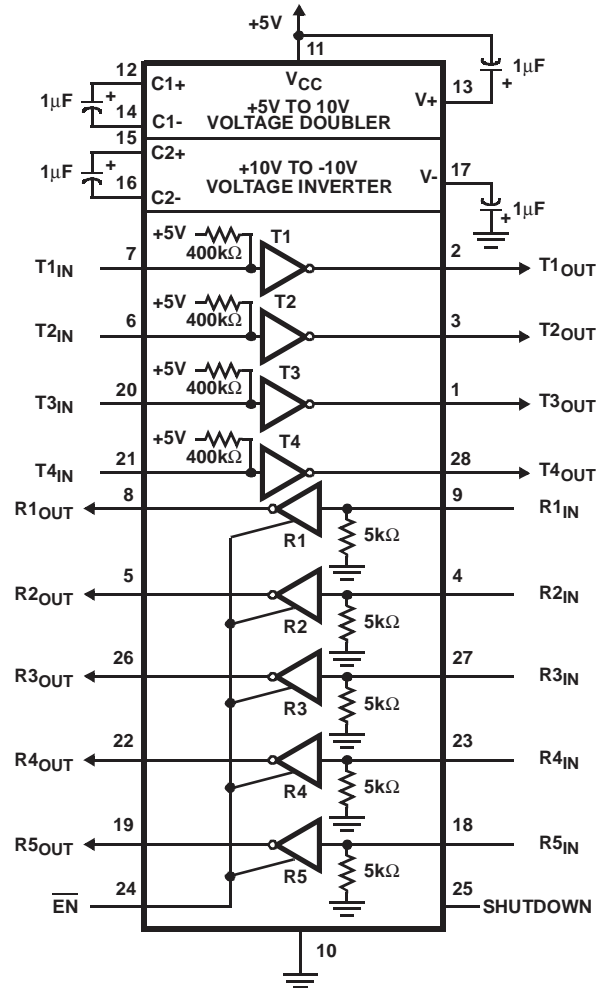 +5V
11
12
C1+
VCC
1μF
+
+5V TO 10V
VOLTAGE DOUBLER
14
C1-
V+
13
+
1μF
15
C2+
1μF
+
+10V TO -10V
VOLTAGE INVERTER
16
C2-
V-
17
+
1μF
+5V
400kΩ
T1
T1IN
7
2
T1OUT
+5V
400kΩ
T2
T2IN
6
3
T2OUT
+5V
400kΩ
T3
T3IN
20
1
T3OUT
+5V
400kΩ
T4
T4IN
21
28
T4OUT
R1OUT
8
9
R1IN
R1
5kΩ
R2OUT
5
4
R2IN
R2
5kΩ
R3OUT
26
27
R3IN
R3
5kΩ
R4OUT
22
23
R4IN
R4
5kΩ
R5OUT
19
18
R5IN
R5
5kΩ
EN
24
25
SHUTDOWN
10